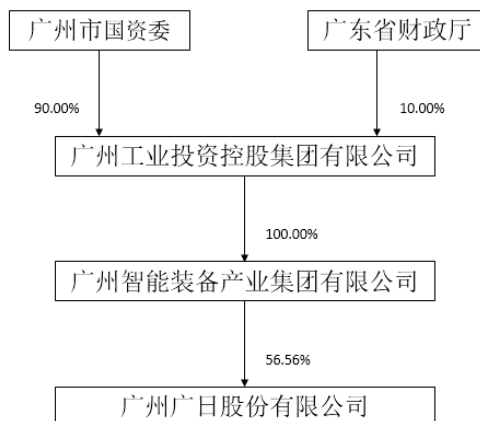 广州市国资委
广东省财政厅
90.00%
10.00%
广州工业投资控股集团有限公司
100.00%
广州智能装备产业集团有限公司
56.56%
广州广日股份有限公司